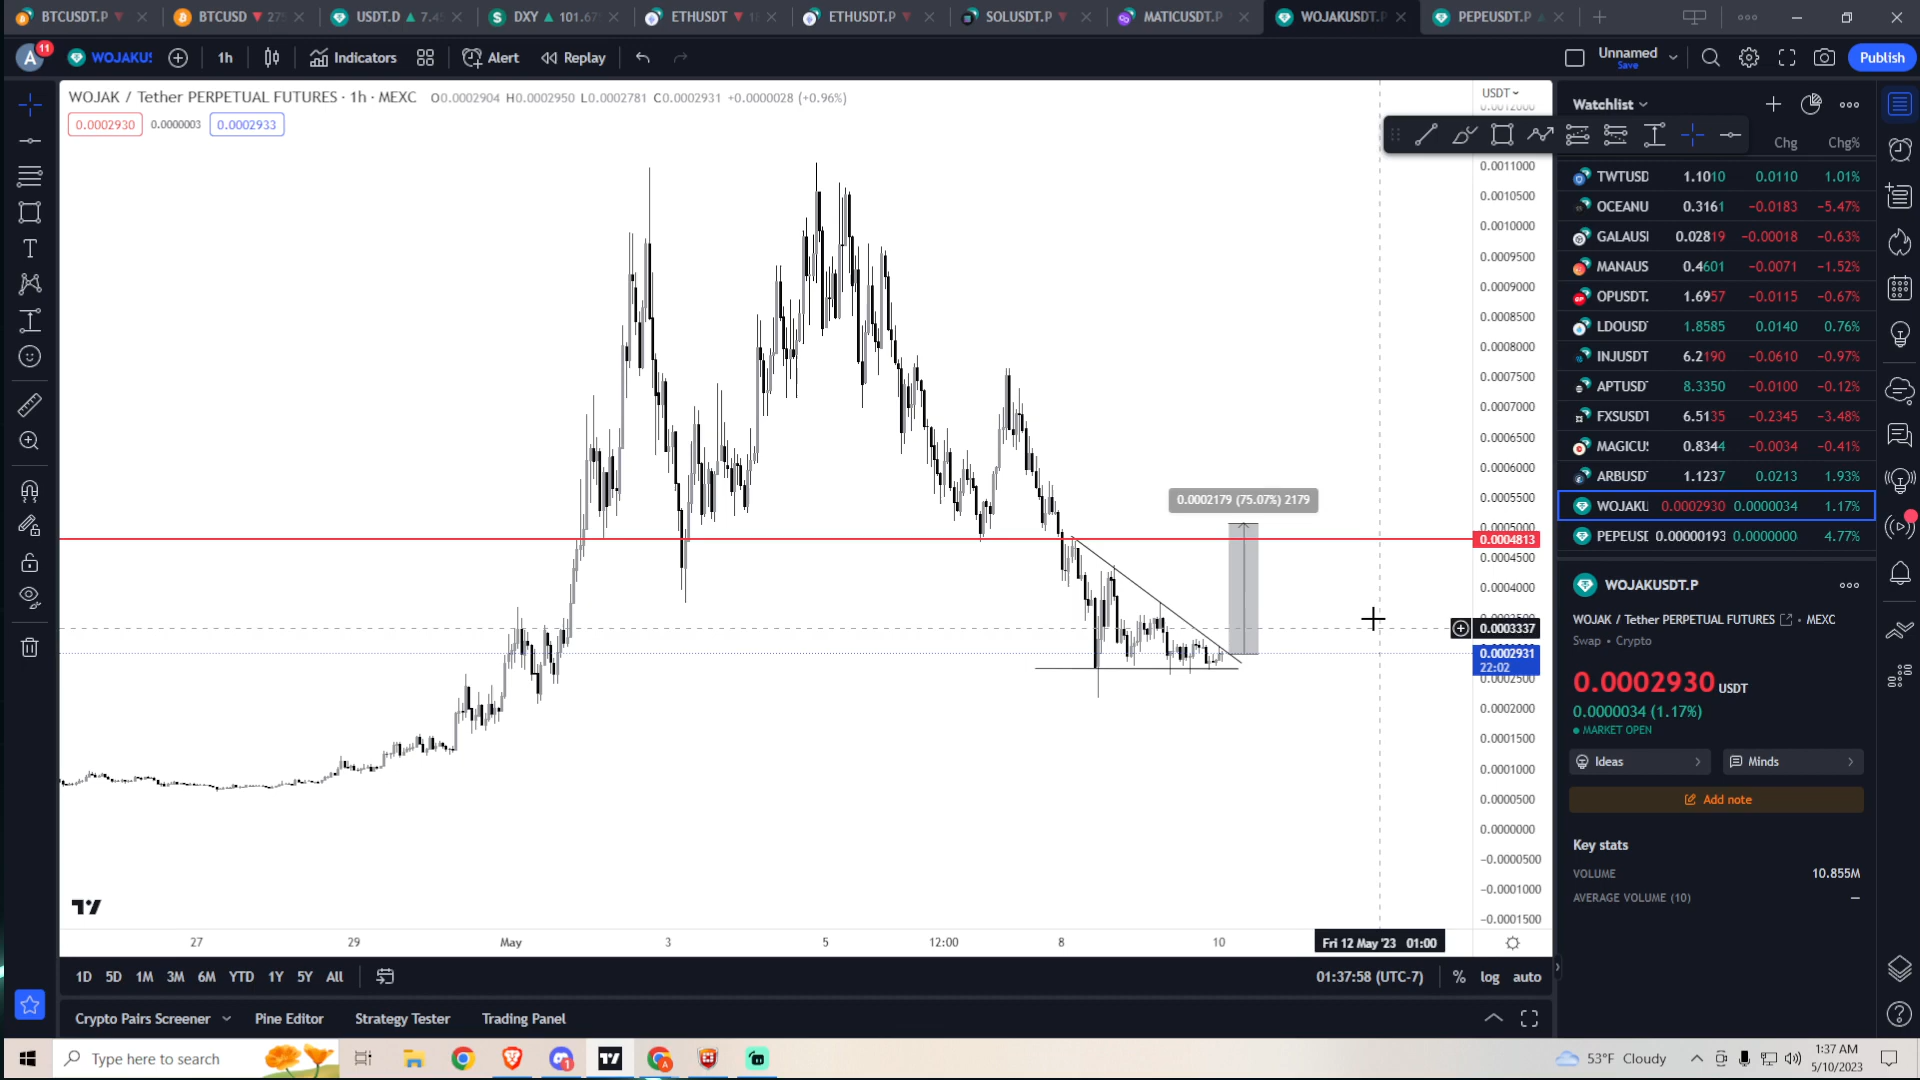 BTCUSDT.P
BTCUSD 275
USDT.D 7.4
DXY 101.67
ETHUSDT
ETHUSDT.P
SOLUSDT.P
MATICUSDT.P
WOJAKUSDT.P
PEPEUSDT.P
A 11 WOJAKU 1h Indicators Alert Replay Unnamed Save Publish
WOJAK / Tether PERPETUAL FUTURES · 1h · MEXC O0.0002904 H0.0002950 L0.0002781 C0.0002931 +0.0000028 (+0.96%)
0.0002930 0.0000003 0.0002933
USDT
0.0012000
0.0011000
0.0010500
0.0010000
0.0009500
0.0009000
0.0008500
0.0008000
0.0007500
0.0007000
0.0006500
0.0006000
0.0005500
0.0005000
0.0004813
0.0004500
0.0004000
0.0003337
0.0002931
22:02
0.0002500
0.0002000
0.0001500
0.0001000
0.0000500
0.0000000
−0.0000500
−0.0001000
−0.0001500
0.0002179 (75.07%) 2179
27 29 May 3 5 12:00 8 10 Fri 12 May '23 01:00
1D 5D 1M 3M 6M YTD 1Y 5Y All 01:37:58 (UTC-7) % log auto
Crypto Pairs Screener Pine Editor Strategy Tester Trading Panel
Watchlist
Chg Chg%
TWTUSD 1.1010 0.0110 1.01%
OCEANU 0.3161 −0.0183 −5.47%
GALAUSI 0.02819 −0.00018 −0.63%
MANAUS 0.4601 −0.0071 −1.52%
OPUSDT. 1.6957 −0.0115 −0.67%
LDOUSD 1.8585 0.0140 0.76%
INJUSDT 6.2190 −0.0610 −0.97%
APTUSD 8.3350 −0.0100 −0.12%
FXSUSDT 6.5135 −0.2345 −3.48%
MAGICU 0.8344 −0.0034 −0.41%
ARBUSD 1.1237 0.0213 1.93%
WOJAKU 0.0002930 0.0000034 1.17%
PEPEUSI 0.00000193 0.0000000 4.77%
WOJAKUSDT.P
WOJAK / Tether PERPETUAL FUTURES · MEXC
Swap • Crypto
0.0002930 USDT
0.0000034 (1.17%)
MARKET OPEN
Ideas Minds
Add note
Key stats
VOLUME 10.855M
AVERAGE VOLUME (10) —
Type here to search
53°F Cloudy
1:37 AM
5/10/2023